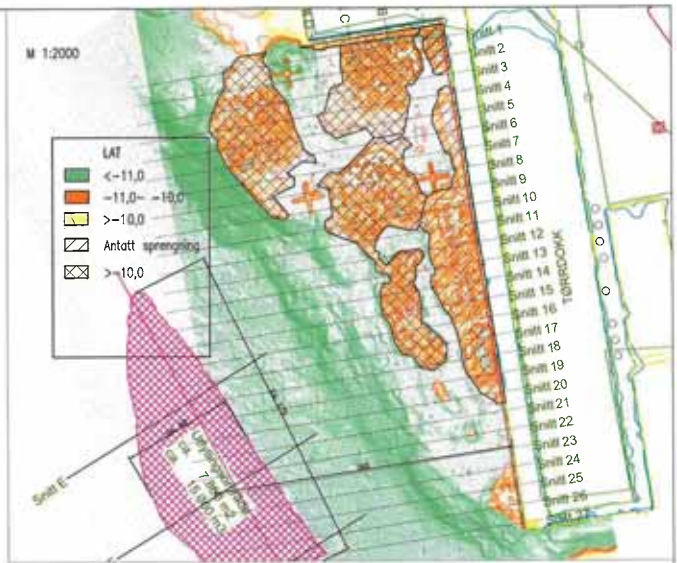 M 1:2000
LAT
<-11,0
-11,0- -10,0
>-10,0
Antatt sprengning
>-10,0
C
Snitt 1
Snitt 2
Snitt 3
Snitt 4
Snitt 5
Snitt 6
Snitt 7
Snitt 8
Snitt 9
Snitt 10
Snitt 11
Snitt 12
Snitt 13
Snitt 14
Snitt 15
Snitt 16
Snitt 17
Snitt 18
Snitt 19
Snitt 20
Snitt 21
Snitt 22
Snitt 23
Snitt 24
Snitt 25
Snitt 26
Snitt 27
TØRRDOKK
Snitt E